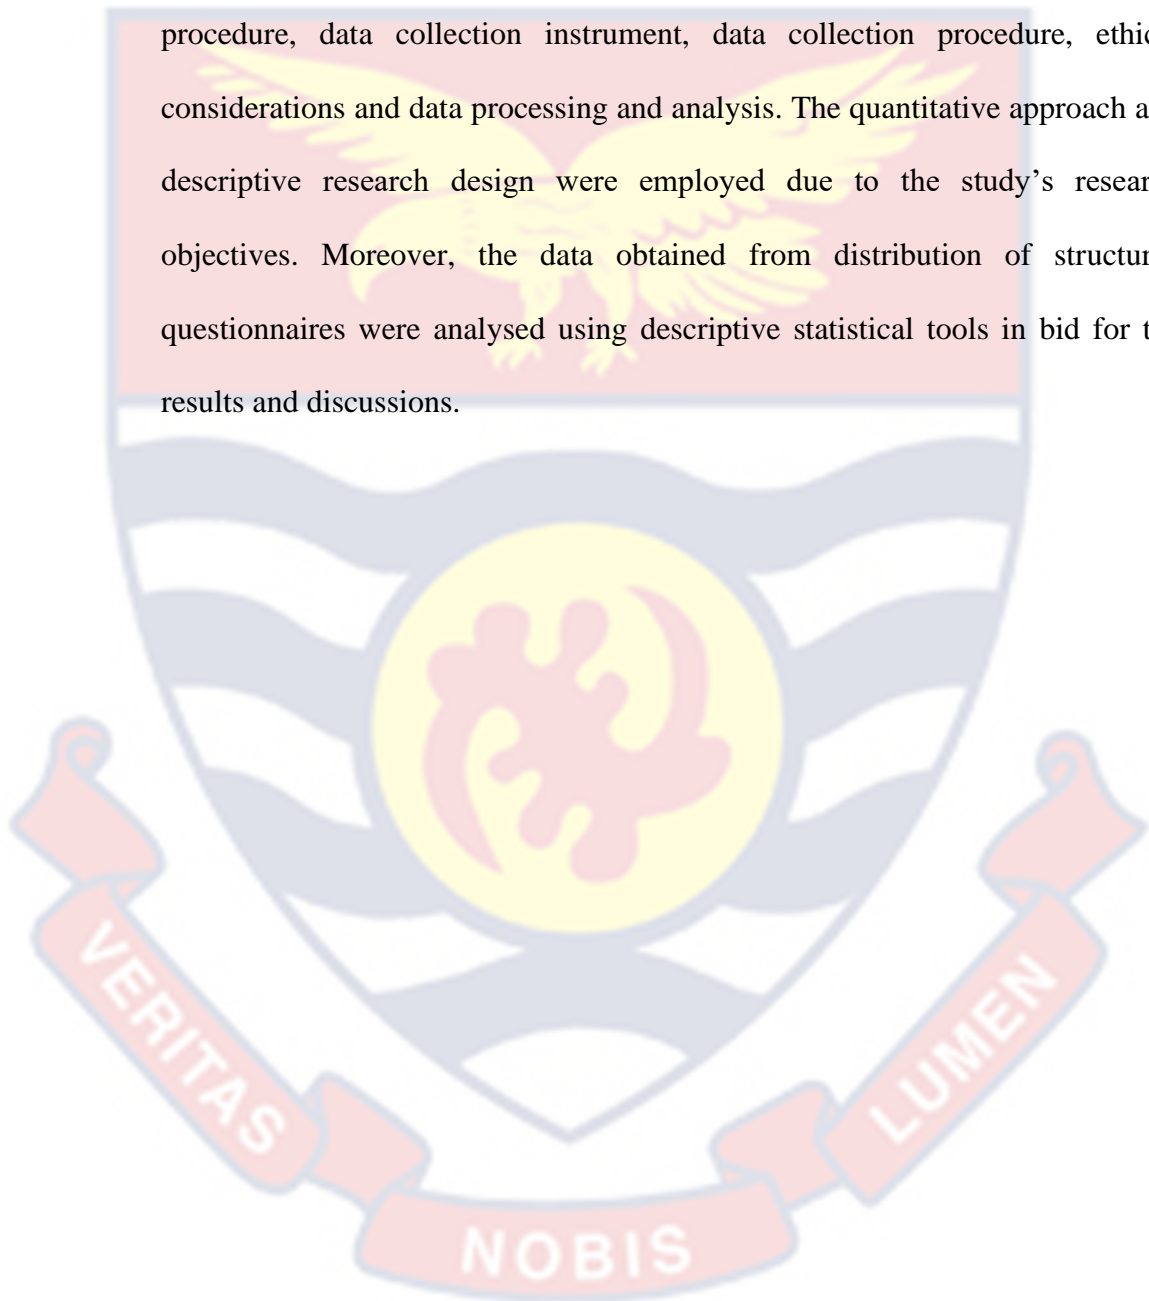 procedure, data collection instrument, data collection procedure, ethic
considerations and data processing and analysis. The quantitative approach a
descriptive research design were employed due to the study’s resear
objectives. Moreover, the data obtained from distribution of structur
questionnaires were analysed using descriptive statistical tools in bid for t
results and discussions.
VERITAS
NOBIS
LUMEN